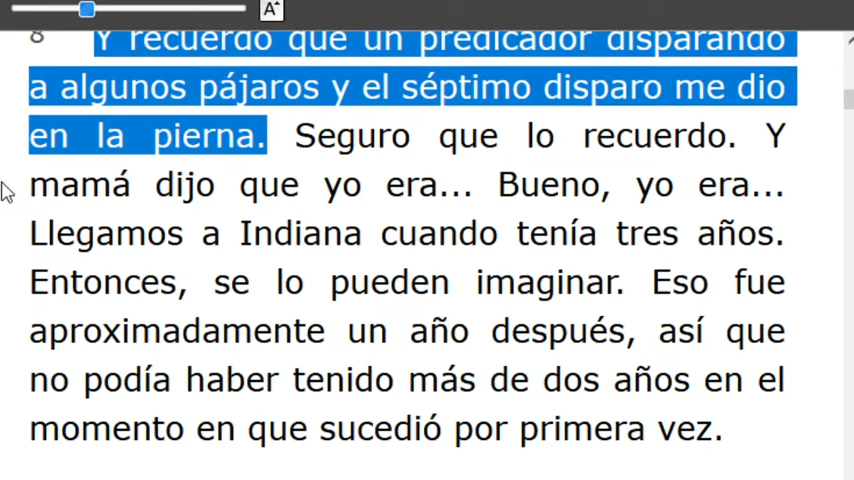 A
8 Y recuerdo que un predicador disparando
a algunos pájaros y el séptimo disparo me dio
en la pierna. Seguro que lo recuerdo. Y
mamá dijo que yo era... Bueno, yo era...
Llegamos a Indiana cuando tenía tres años.
Entonces, se lo pueden imaginar. Eso fue
aproximadamente un año después, así que
no podía haber tenido más de dos años en el
momento en que sucedió por primera vez.